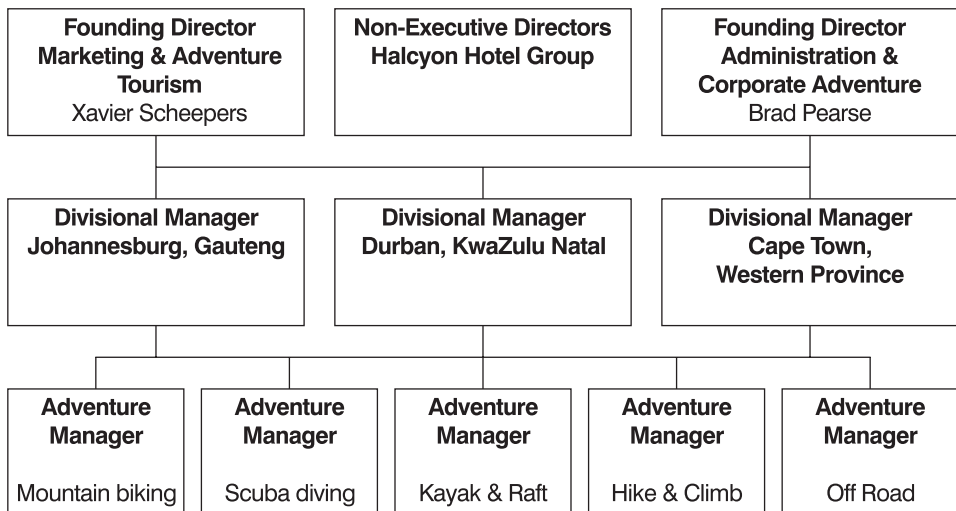 Founding Director
Marketing & Adventure
Tourism
Xavier Scheepers
Non-Executive Directors
Halcyon Hotel Group
Founding Director
Administration &
Corporate Adventure
Brad Pearse
Divisional Manager
Johannesburg, Gauteng
Divisional Manager
Durban, KwaZulu Natal
Divisional Manager
Cape Town,
Western Province
Adventure
Manager
Mountain biking
Adventure
Manager
Scuba diving
Adventure
Manager
Kayak & Raft
Adventure
Manager
Hike & Climb
Adventure
Manager
Off Road